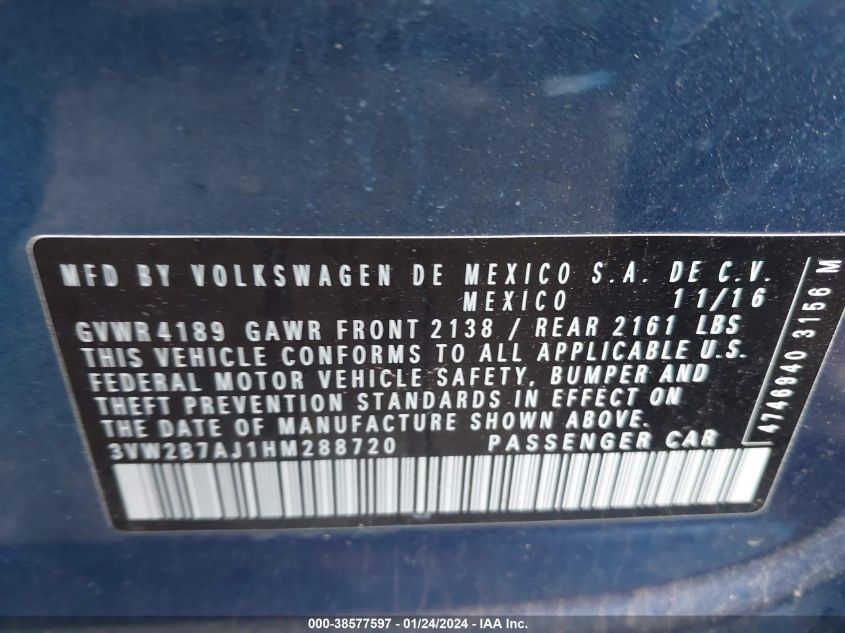 MFD BY VOLKSWAGEN DE MEXICO S.A. DE C.V.
MEXICO 11/16
GVWR 4189 GAWR FRONT 2138 / REAR 2161 LBS
THIS VEHICLE CONFORMS TO ALL APPLICABLE U.S.
FEDERAL MOTOR VEHICLE SAFETY, BUMPER AND
THEFT PREVENTION STANDARDS IN EFFECT ON
THE DATE OF MANUFACTURE SHOWN ABOVE.
3VW2B7AJ1HM288720 PASSENGER CAR
4746940 3156 M
000-38577597 - 01/24/2024 - IAA Inc.